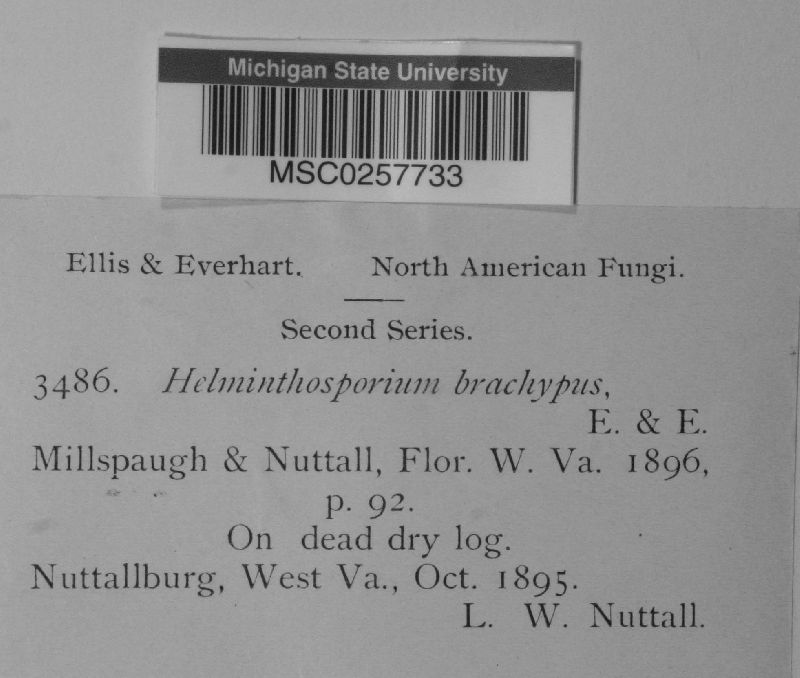 Michigan State University
MSC0257733
Ellis & Everhart. North American Fungi.
Second Series.
3486. Helminthosporium brachypus,
E. & E.
Millspaugh & Nuttall, Flor. W. Va. 1896,
p. 92.
On dead dry log.
Nuttallburg, West Va., Oct. 1895.
L. W. Nuttall.